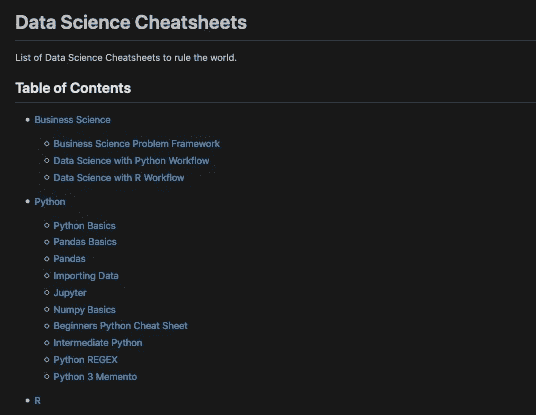 Data Science Cheatsheets
List of Data Science Cheatsheets to rule the world.
Table of Contents
Business Science
Business Science Problem Framework
Data Science with Python Workflow
Data Science with R Workflow
Python
Python Basics
Pandas Basics
Pandas
Importing Data
Jupyter
Numpy Basics
Beginners Python Cheat Sheet
Intermediate Python
Python REGEX
Python 3 Memento
R